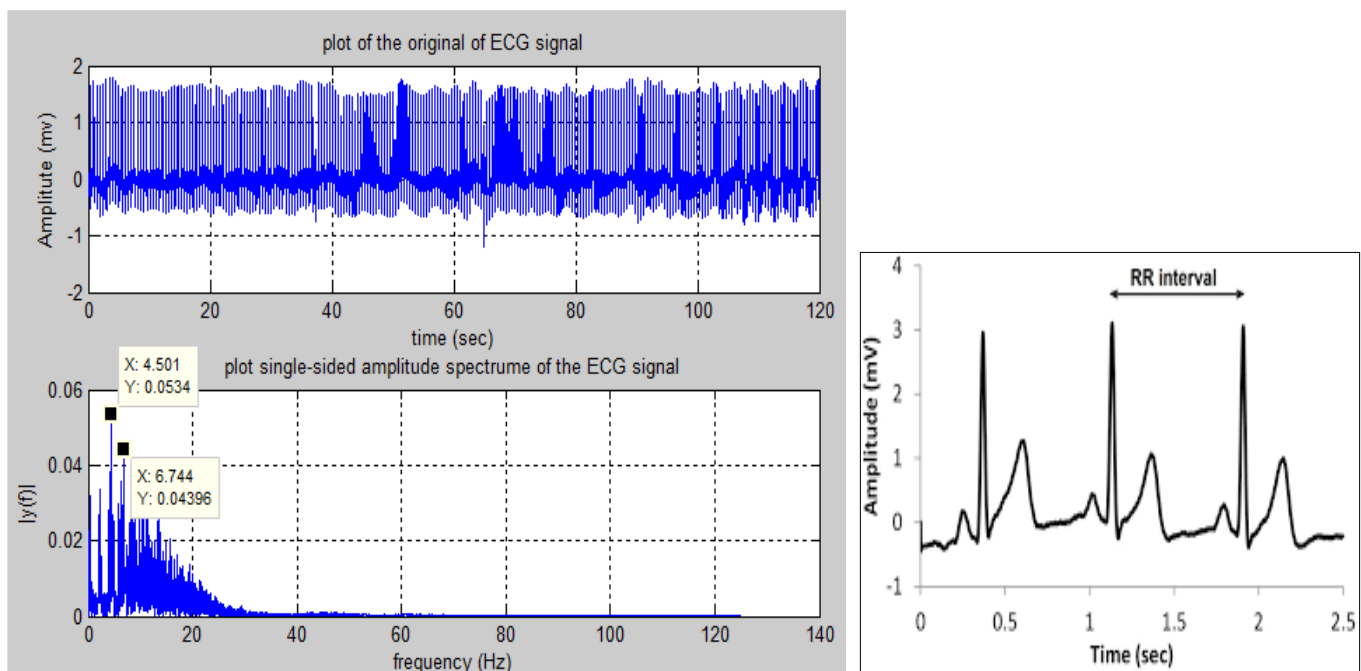 plot of the original of ECG signal
Amplitute (mv)
2
1
0
-1
-2
0 20 40 60 80 100 120
time (sec)
plot single-sided amplitude spectrume of the ECG signal
X: 4.501
Y: 0.0534
X: 6.744
Y: 0.04396
|y(f)|
0.06
0.04
0.02
0
0 20 40 60 80 100 120 140
frequency (Hz)
RR interval
Amplitude (mV)
4
3
2
1
0
-1
0 0.5 1 1.5 2 2.5
Time (sec)